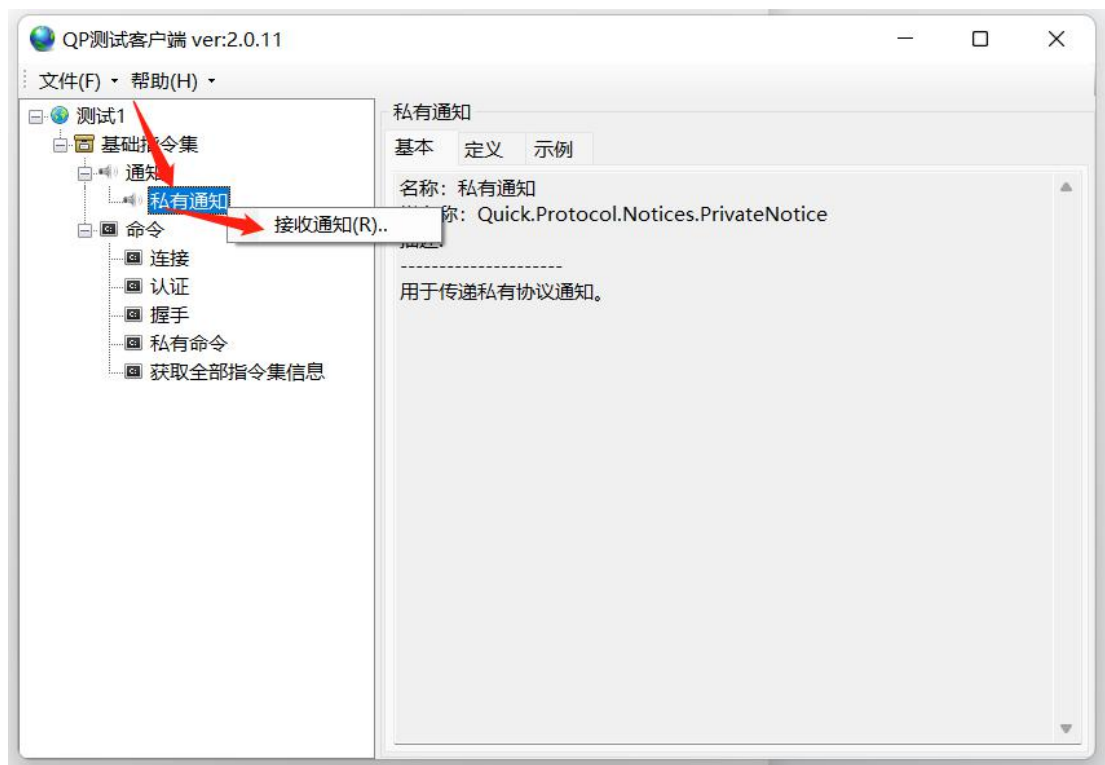 QP测试客户端 ver:2.0.11
文件(F)
帮助(H)
测试1
基础指令集
通知
私有通知
接收通知(R)..
命令
连接
认证
握手
私有命令
获取全部指令集信息
私有通知
基本
定义
示例
名称：私有通知
称：Quick.Protocol.Notices.PrivateNotice
---------------------
用于传递私有协议通知。